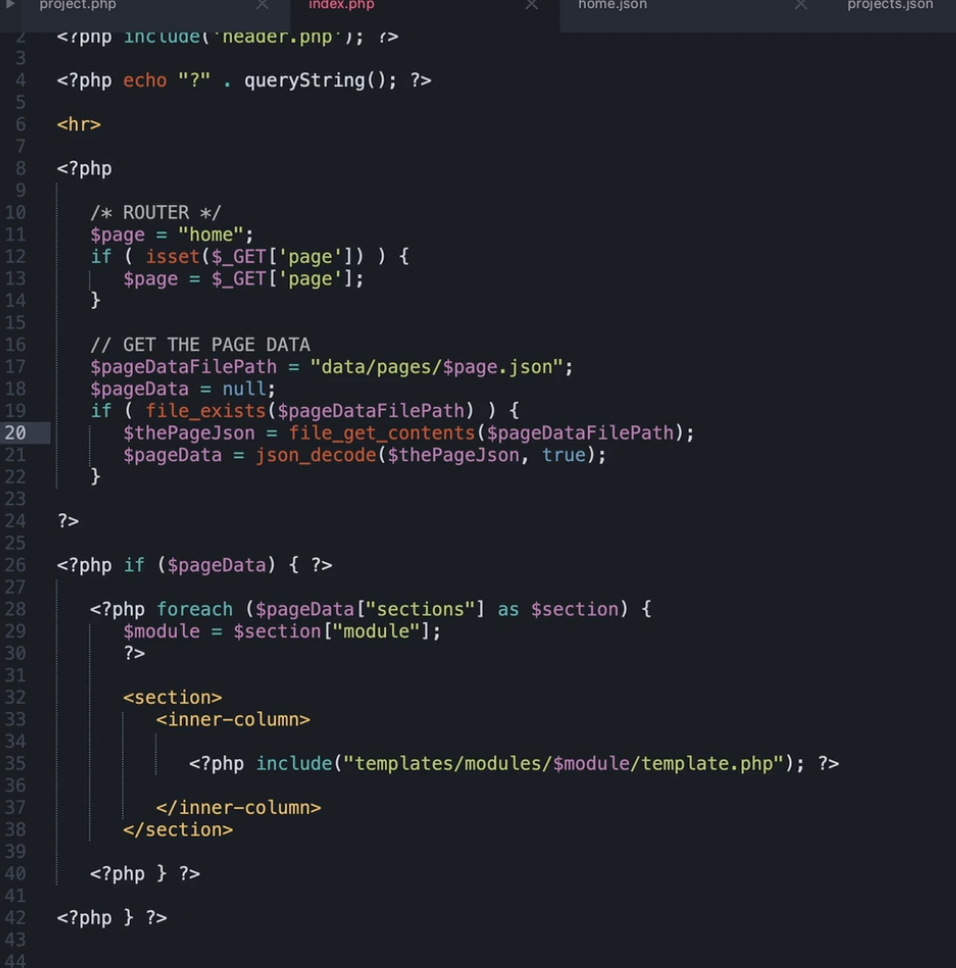 project.php index.php home.json projects.json
2 <?php include('header.php'); ?>
3
4 <?php echo "?" . queryString(); ?>
5
6 <hr>
7
8 <?php
9
10 /* ROUTER */
11 $page = "home";
12 if ( isset($_GET['page']) ) {
13 $page = $_GET['page'];
14 }
15
16 // GET THE PAGE DATA
17 $pageDataFilePath = "data/pages/$page.json";
18 $pageData = null;
19 if ( file_exists($pageDataFilePath) ) {
20 $thePageJson = file_get_contents($pageDataFilePath);
21 $pageData = json_decode($thePageJson, true);
22 }
23
24 ?>
25
26 <?php if ($pageData) { ?>
27
28 <?php foreach ($pageData["sections"] as $section) {
29 $module = $section["module"];
30 ?>
31
32 <section>
33 <inner-column>
34
35 <?php include("templates/modules/$module/template.php"); ?>
36
37 </inner-column>
38 </section>
39
40 <?php } ?>
41
42 <?php } ?>
43
44